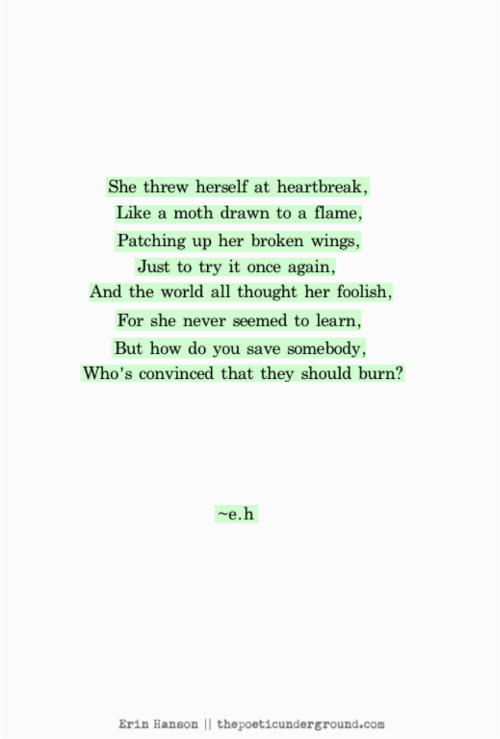 She threw herself at heartbreak,
Like a moth drawn to a flame,
Patching up her broken wings,
Just to try it once again,
And the world all thought her foolish,
For she never seemed to learn,
But how do you save somebody,
Who's convinced that they should burn?
~e.h
Erin Hanson || thepoeticunderground.com